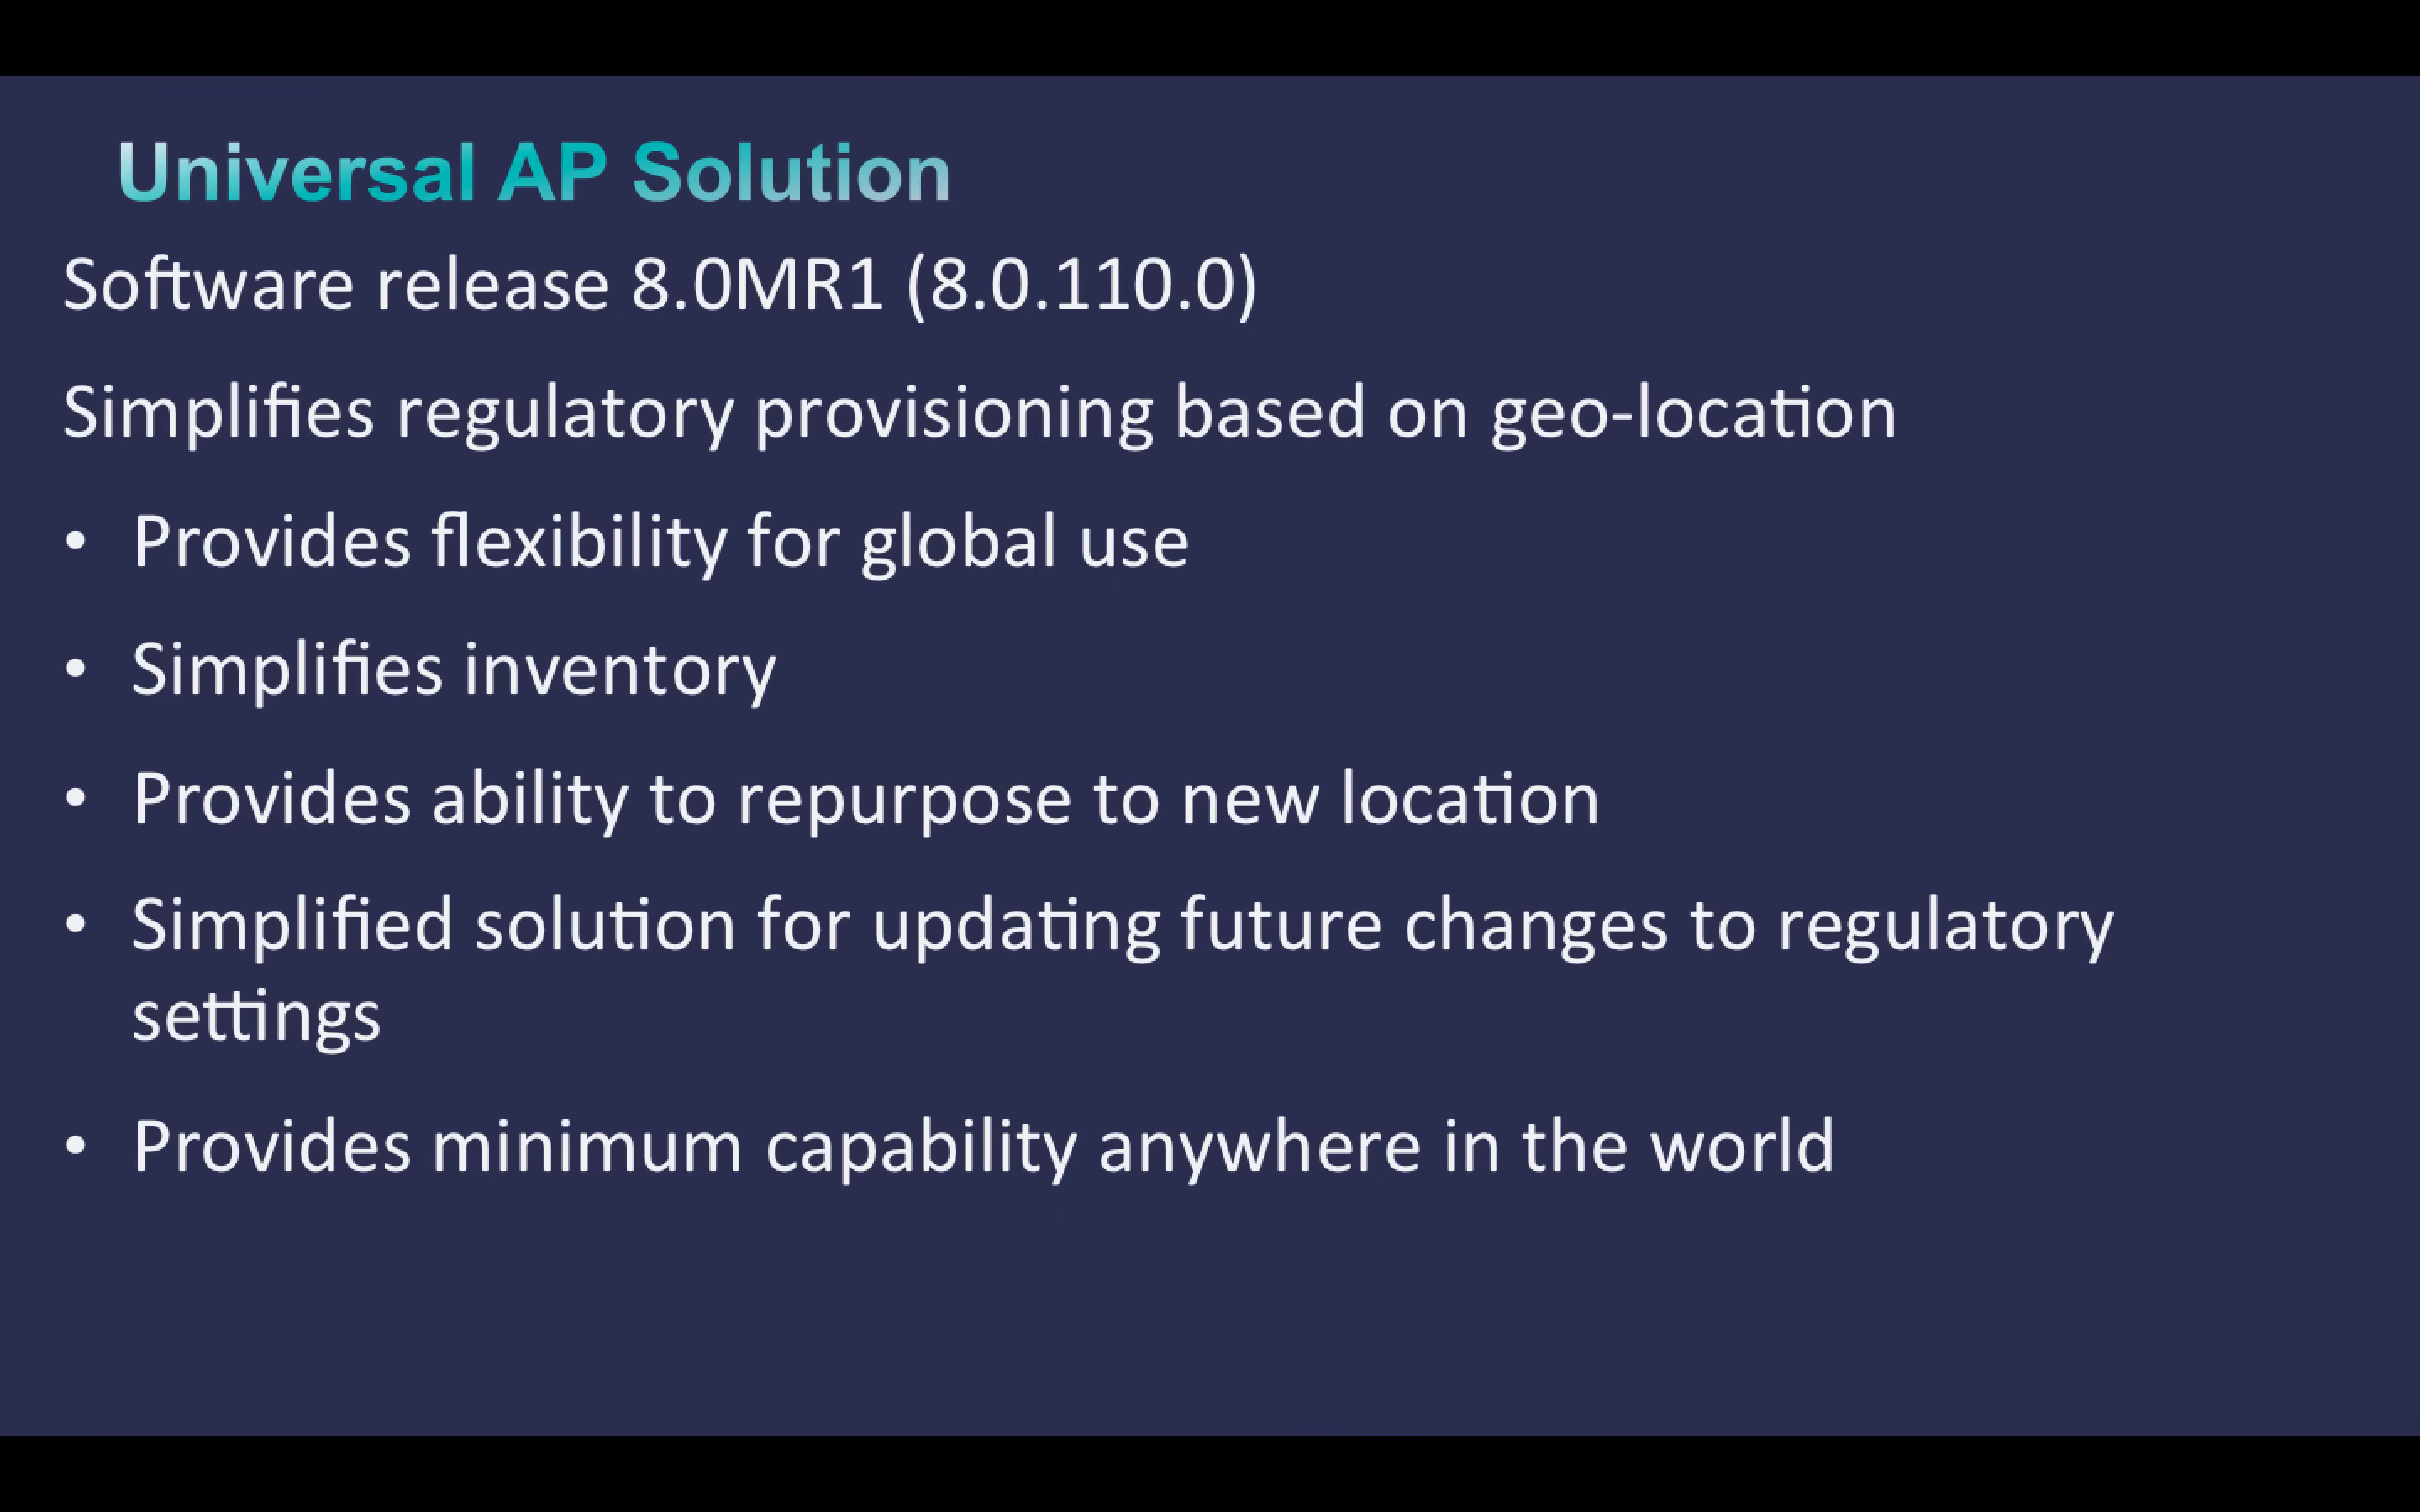 Universal AP Solution
Software release 8.0MR1 (8.0.110.0)
Simplifies regulatory provisioning based on geo-location
• Provides flexibility for global use
• Simplifies inventory
• Provides ability to repurpose to new location
• Simplified solution for updating future changes to regulatory
settings
• Provides minimum capability anywhere in the world